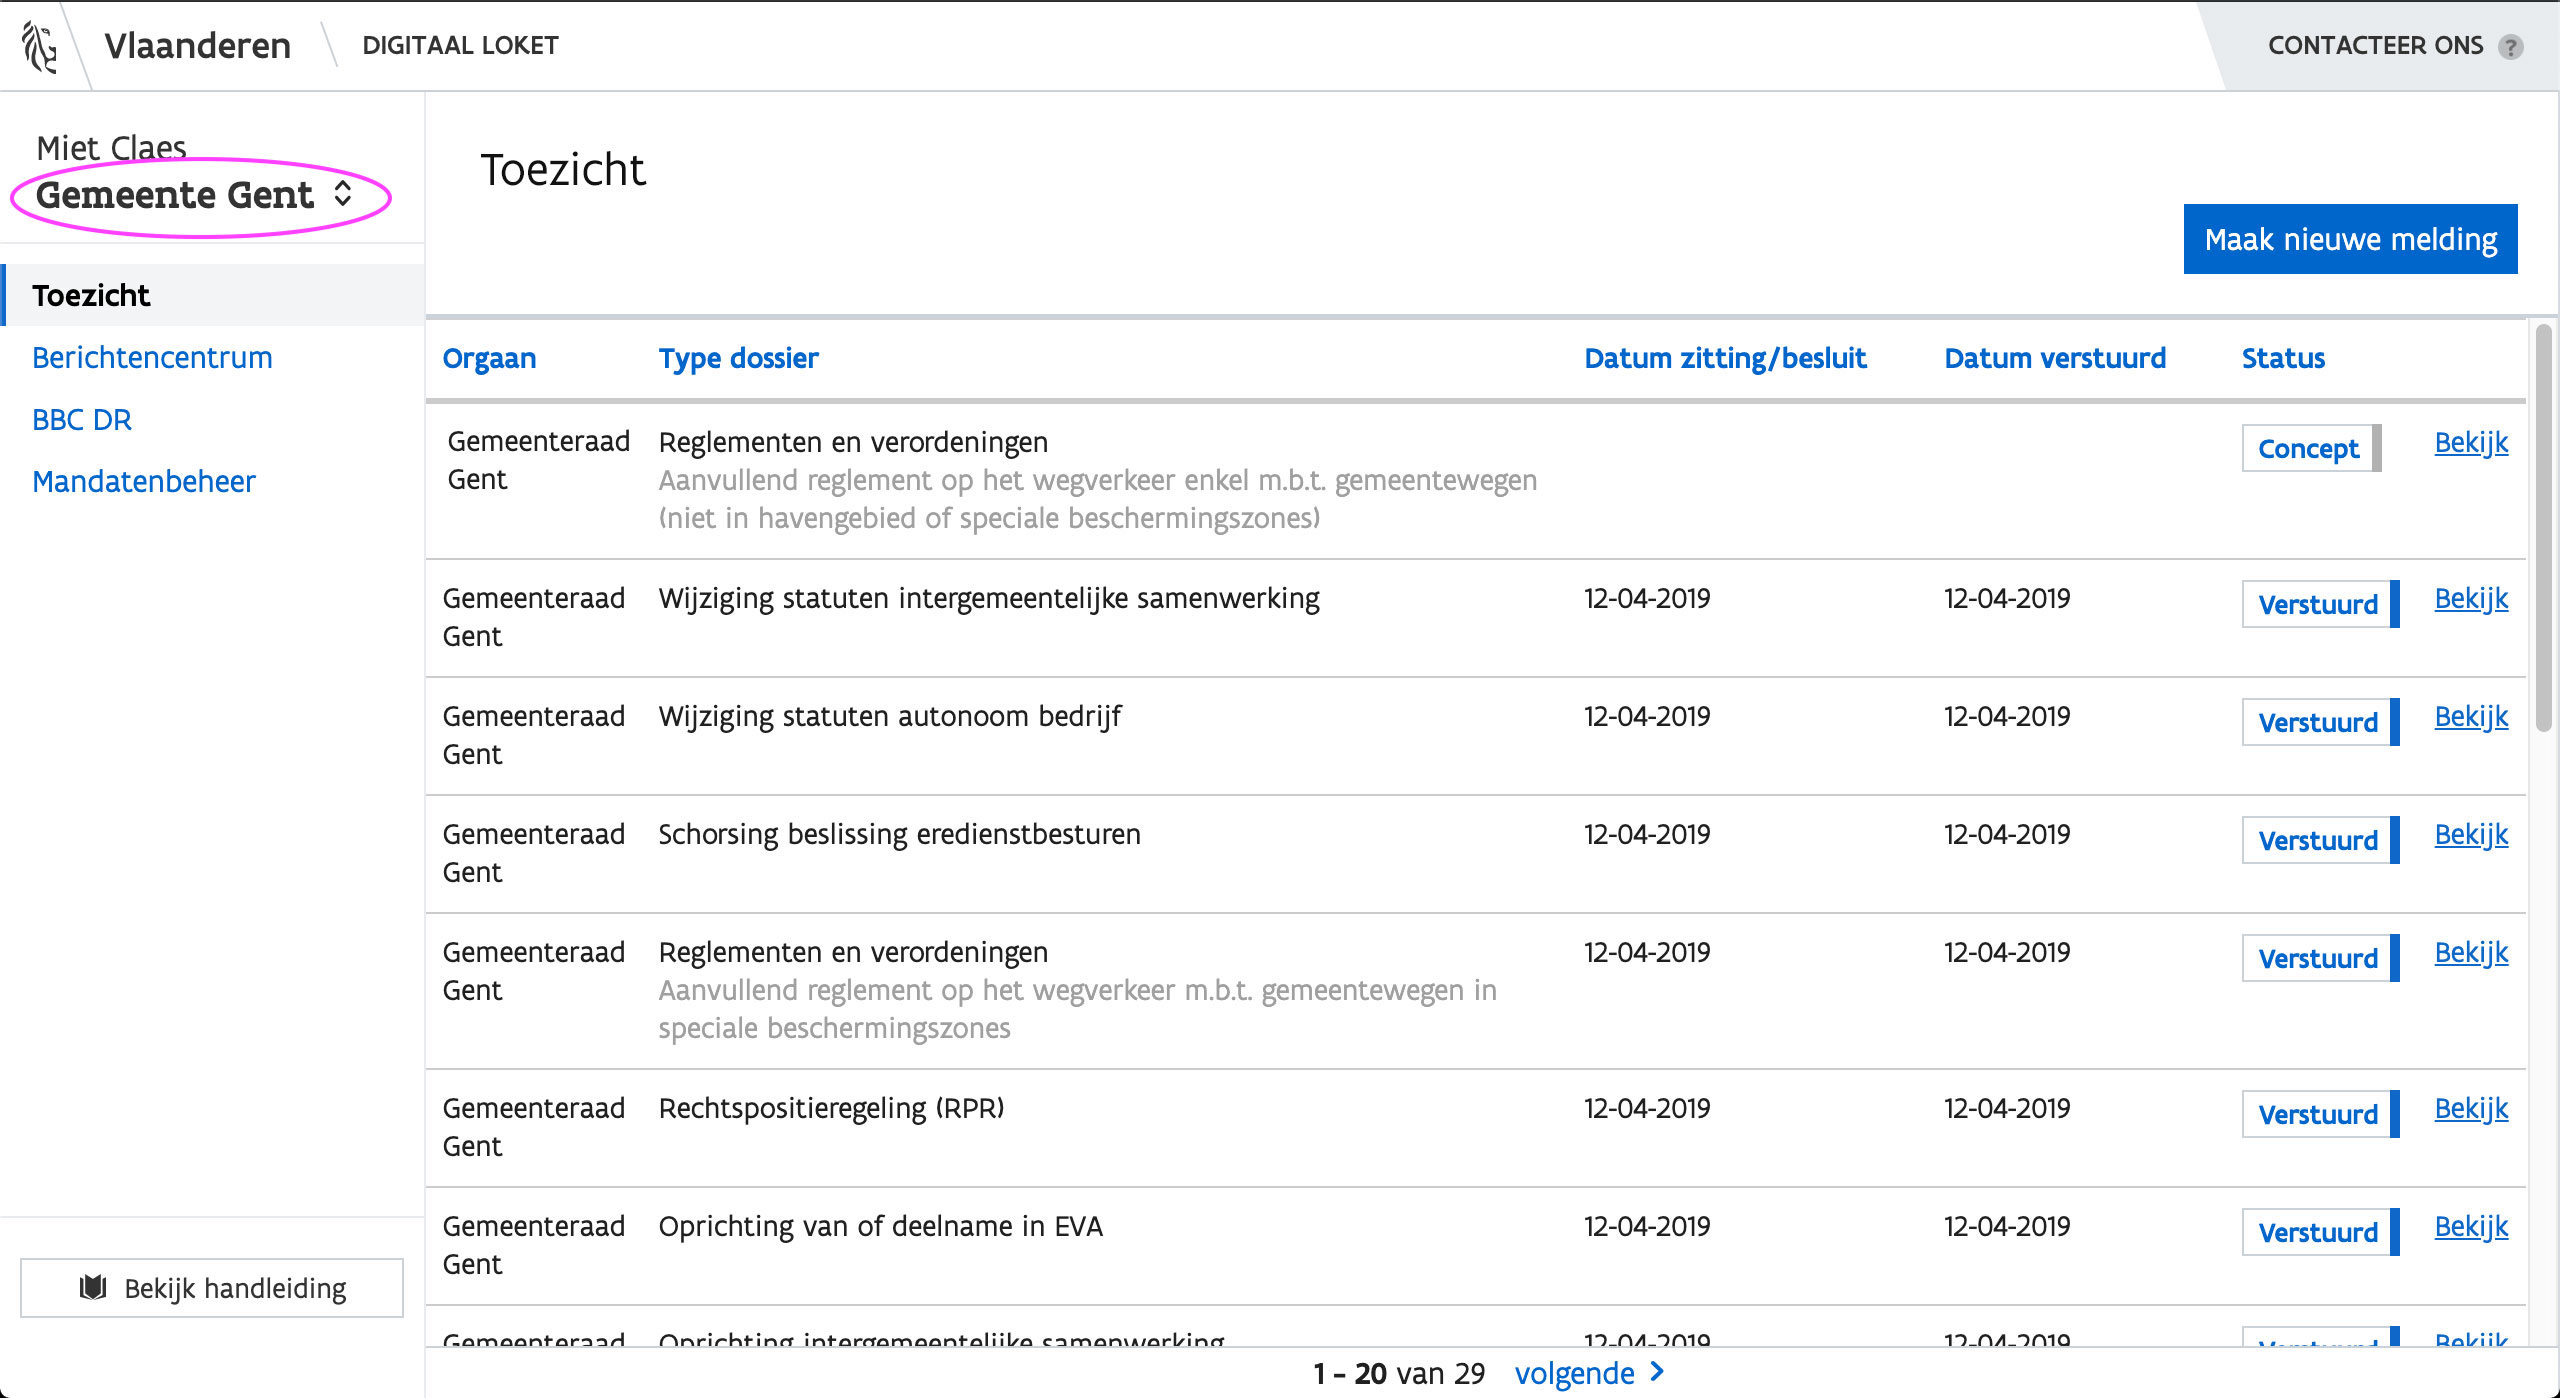 Vlaanderen DIGITAAL LOKET CONTACTEER ONS ?
Miet Claes
Gemeente Gent
Toezicht
Berichtencentrum
BBC DR
Mandatenbeheer
Bekijk handleiding
Toezicht
Maak nieuwe melding
Orgaan Type dossier Datum zitting/besluit Datum verstuurd Status
Gemeenteraad Reglementen en verordeningen Concept Bekijk
Gent Aanvullend reglement op het wegverkeer enkel m.b.t. gemeentewegen
(niet in havengebied of speciale beschermingszones)
Gemeenteraad Wijziging statuten intergemeentelijke samenwerking 12-04-2019 12-04-2019 Verstuurd Bekijk
Gent
Gemeenteraad Wijziging statuten autonoom bedrijf 12-04-2019 12-04-2019 Verstuurd Bekijk
Gent
Gemeenteraad Schorsing beslissing eredienstbesturen 12-04-2019 12-04-2019 Verstuurd Bekijk
Gent
Gemeenteraad Reglementen en verordeningen 12-04-2019 12-04-2019 Verstuurd Bekijk
Gent Aanvullend reglement op het wegverkeer m.b.t. gemeentewegen in
speciale beschermingszones
Gemeenteraad Rechtspositieregeling (RPR) 12-04-2019 12-04-2019 Verstuurd Bekijk
Gent
Gemeenteraad Oprichting van of deelname in EVA 12-04-2019 12-04-2019 Verstuurd Bekijk
Gent
Gemeenteraad Oprichting intergemeentelijke samenwerking 12-04-2019 12-04-2019 Verstuurd Bekijk
1 - 20 van 29 volgende